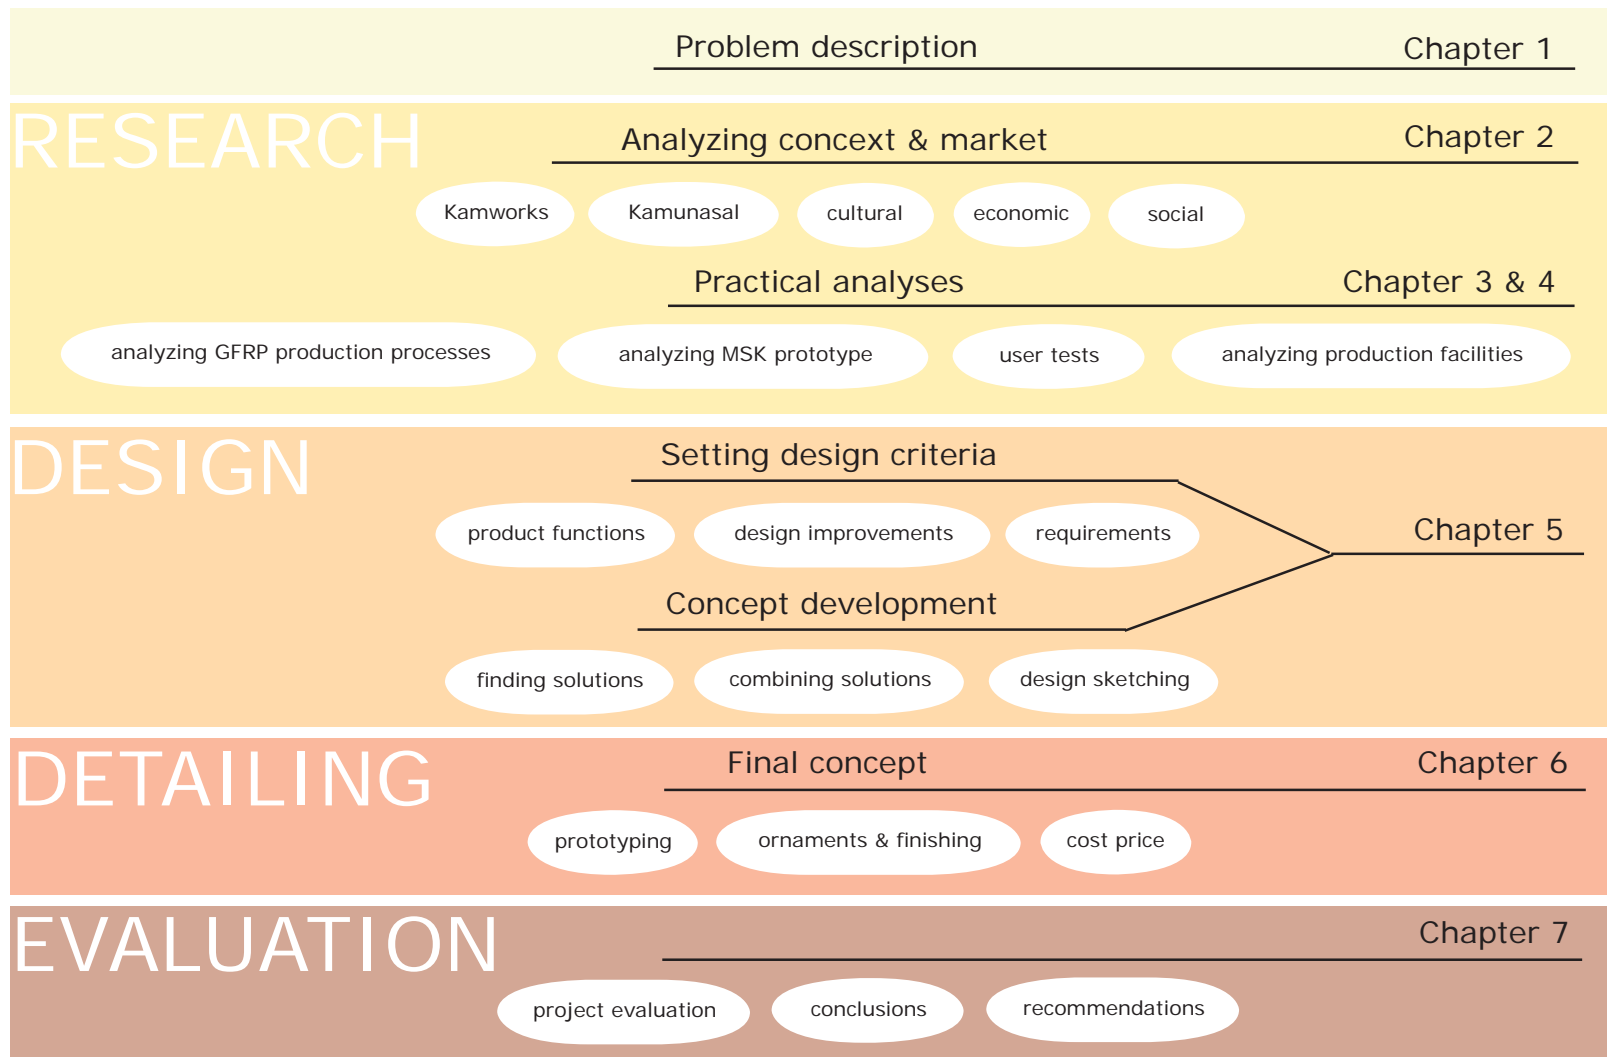 Problem description Chapter 1
RESEARCH
Analyzing concext & market Chapter 2
Kamworks Kamunasal cultural economic social
Practical analyses Chapter 3 & 4
analyzing GFRP production processes analyzing MSK prototype user tests analyzing production facilities
DESIGN
Setting design criteria
product functions design improvements requirements
Chapter 5
Concept development
finding solutions combining solutions design sketching
DETAILING
Final concept Chapter 6
prototyping ornaments & finishing cost price
EVALUATION
Chapter 7
project evaluation conclusions recommendations